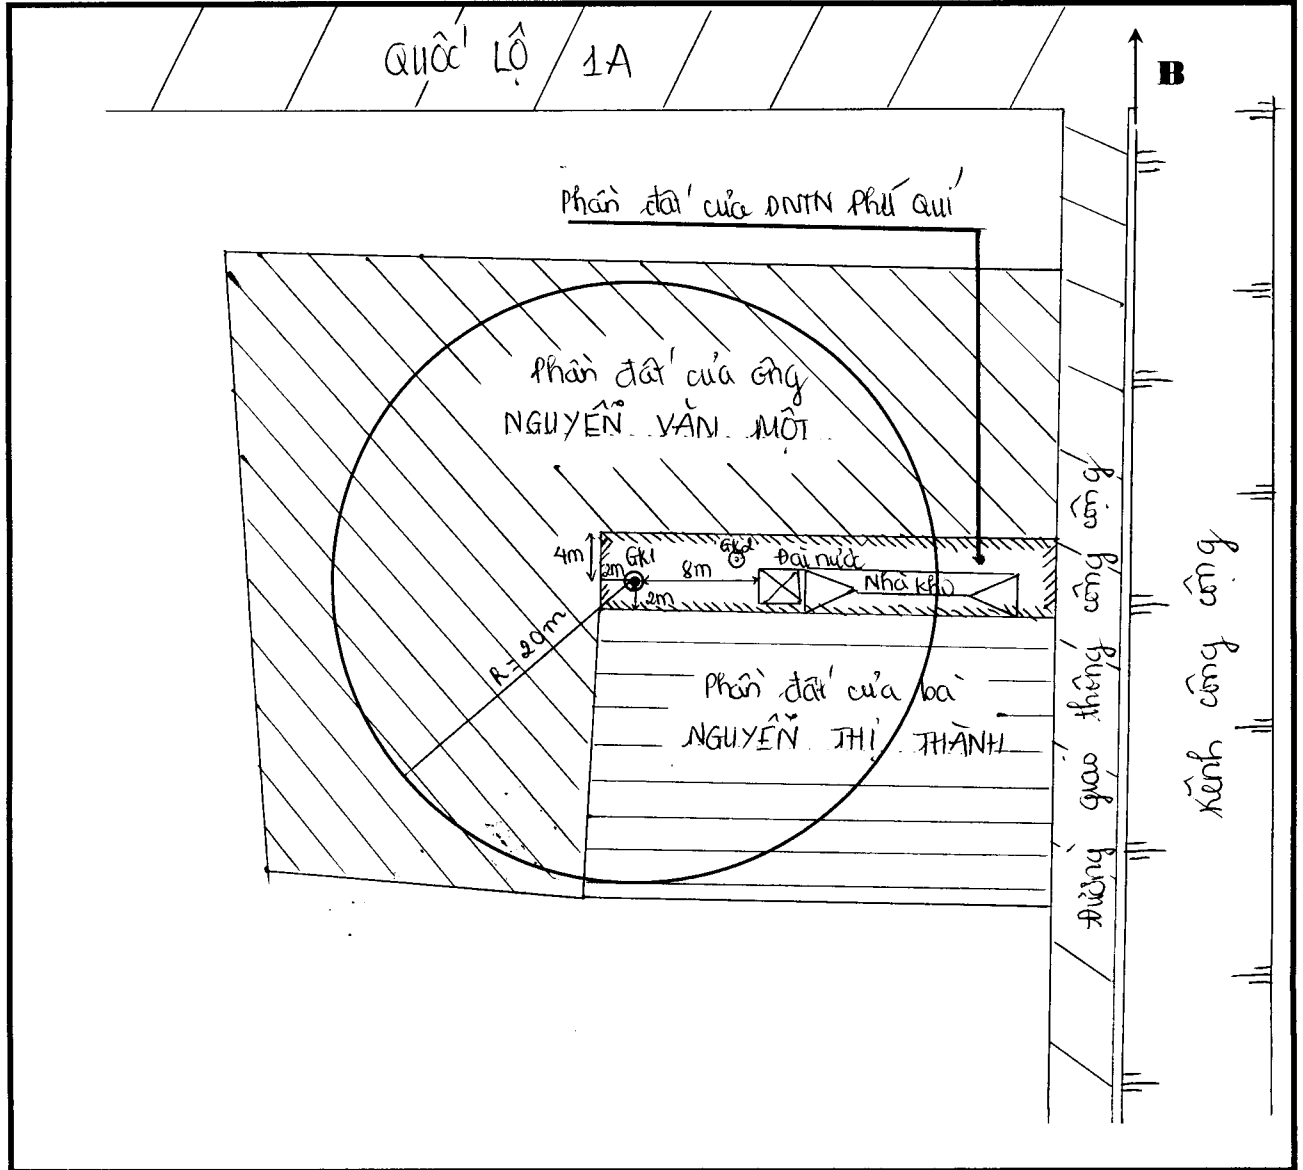 QUỐC LỘ 1A
B
Phần đất của DNTN Phú Quí
Phần đất của ông
NGUYỄN VĂN MỘT
4m
GK1
GK2
Đài nước
2m
8m
Nhà kho
2m
R=20m
Phần đất của bà
NGUYỄN THỊ THÀNH
Đường giao thông công cộng
Kênh công cộng